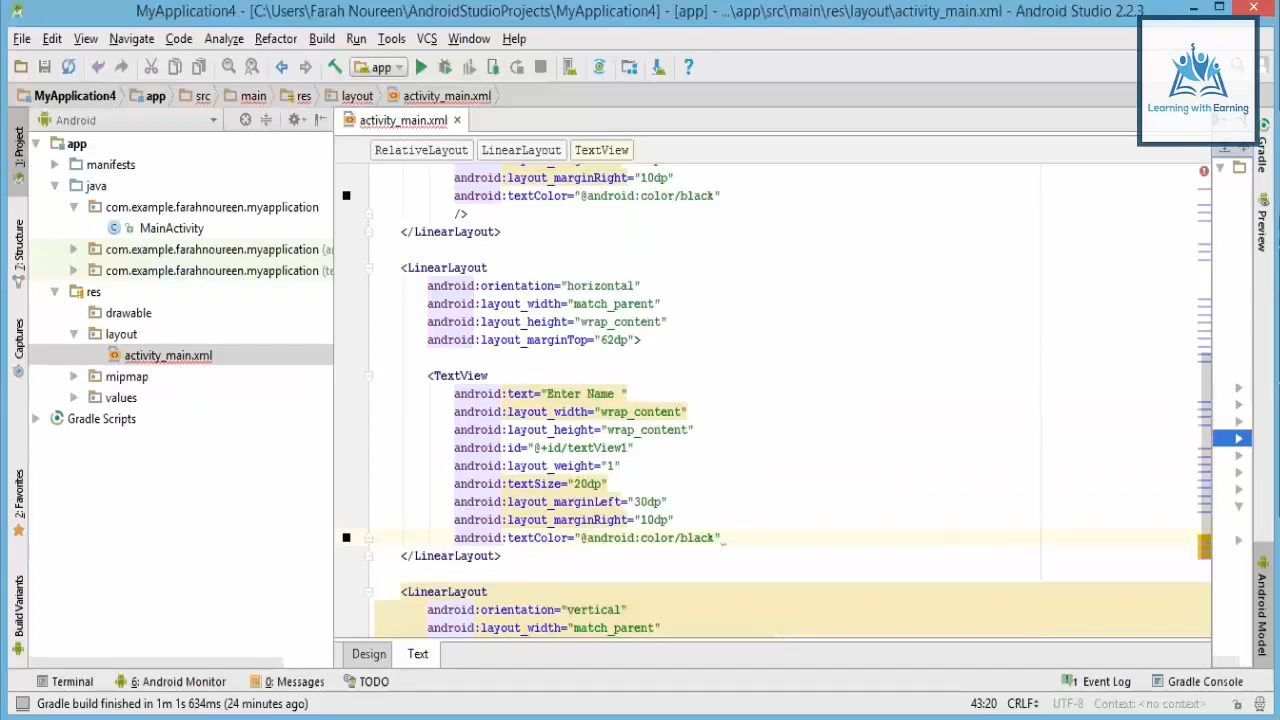 MyApplication4 - [C:\Users\Farah Noureen\AndroidStudioProjects\MyApplication4] - [app] - ...\app\src\main\res\layout\activity_main.xml - Android Studio 2.2.3
File Edit View Navigate Code Analyze Refactor Build Run Tools VCS Window Help
app
Learning with Earning
MyApplication4 app src main res layout activity_main.xml
Android
activity_main.xml
RelativeLayout LinearLayout TextView
1: Project
Z: Structure
Captures
2: Favorites
Build Variants
app
manifests
java
com.example.farahnoureen.myapplication
MainActivity
com.example.farahnoureen.myapplication (a
com.example.farahnoureen.myapplication (te
res
drawable
layout
activity_main.xml
mipmap
values
Gradle Scripts
android:layout_marginRight="10dp"
android:textColor="@android:color/black"
/>
</LinearLayout>
<LinearLayout
android:orientation="horizontal"
android:layout_width="match_parent"
android:layout_height="wrap_content"
android:layout_marginTop="62dp">
<TextView
android:text="Enter Name "
android:layout_width="wrap_content"
android:layout_height="wrap_content"
android:id="@+id/textView1"
android:layout_weight="1"
android:textSize="20dp"
android:layout_marginLeft="30dp"
android:layout_marginRight="10dp"
android:textColor="@android:color/black"
</LinearLayout>
<LinearLayout
android:orientation="vertical"
android:layout_width="match_parent"
Gradle
Preview
Android Model
Design Text
Terminal 6: Android Monitor 0: Messages TODO
1 Event Log Gradle Console
Gradle build finished in 1m 1s 634ms (24 minutes ago)
43:20 CRLF÷ UTF-8 Context: <no context>